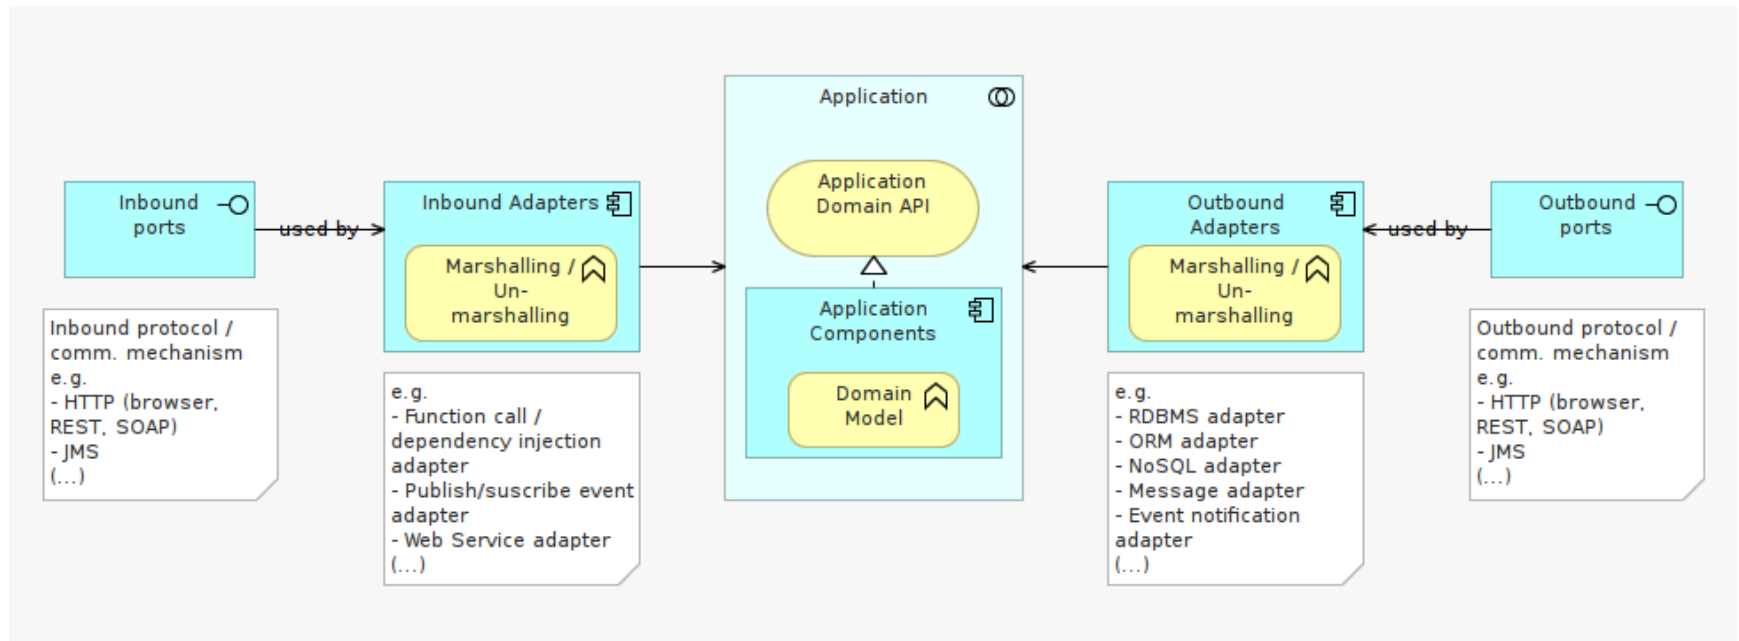 Inbound
ports
used by
Inbound protocol /
comm. mechanism
e.g.
- HTTP (browser,
REST, SOAP)
- JMS
(...)
Inbound Adapters
Marshalling /
Un-
marshalling
e.g.
- Function call /
dependency injection
adapter
- Publish/suscribe event
adapter
- Web Service adapter
(...)
Application
Application
Domain API
Application
Components
Domain
Model
Outbound
Adapters
Marshalling /
Un-
marshalling
e.g.
- RDBMS adapter
- ORM adapter
- NoSQL adapter
- Message adapter
- Event notification
adapter
(...)
used by
Outbound
ports
Outbound protocol /
comm. mechanism
e.g.
- HTTP (browser,
REST, SOAP)
- JMS
(...)